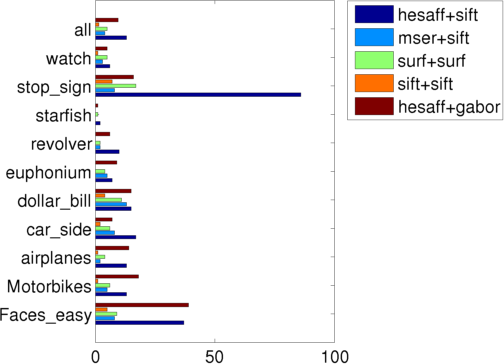 all
watch
stop_sign
starfish
revolver
euphonium
dollar_bill
car_side
airplanes
Motorbikes
Faces_easy
0 50 100
hesaff+sift
mser+sift
surf+surf
sift+sift
hesaff+gabor